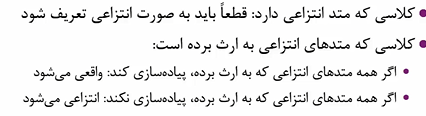 کلاسی که متد انتزاعی دارد: قطعاً باید به صورت انتزاعی تعریف شود
کلاسی که متدهای انتزاعی به ارث برده است:
اگر همه متدهای انتزاعی که به ارث برده، پیاده‌سازی کند: واقعی می‌شود
اگر همه متدهای انتزاعی که به ارث برده، پیاده‌سازی نکند: انتزاعی می‌شود